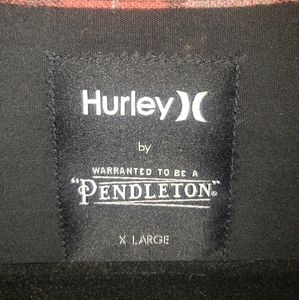 Hurley
by
WARRANTED TO BE A
"PENDLETON"®
X LARGE